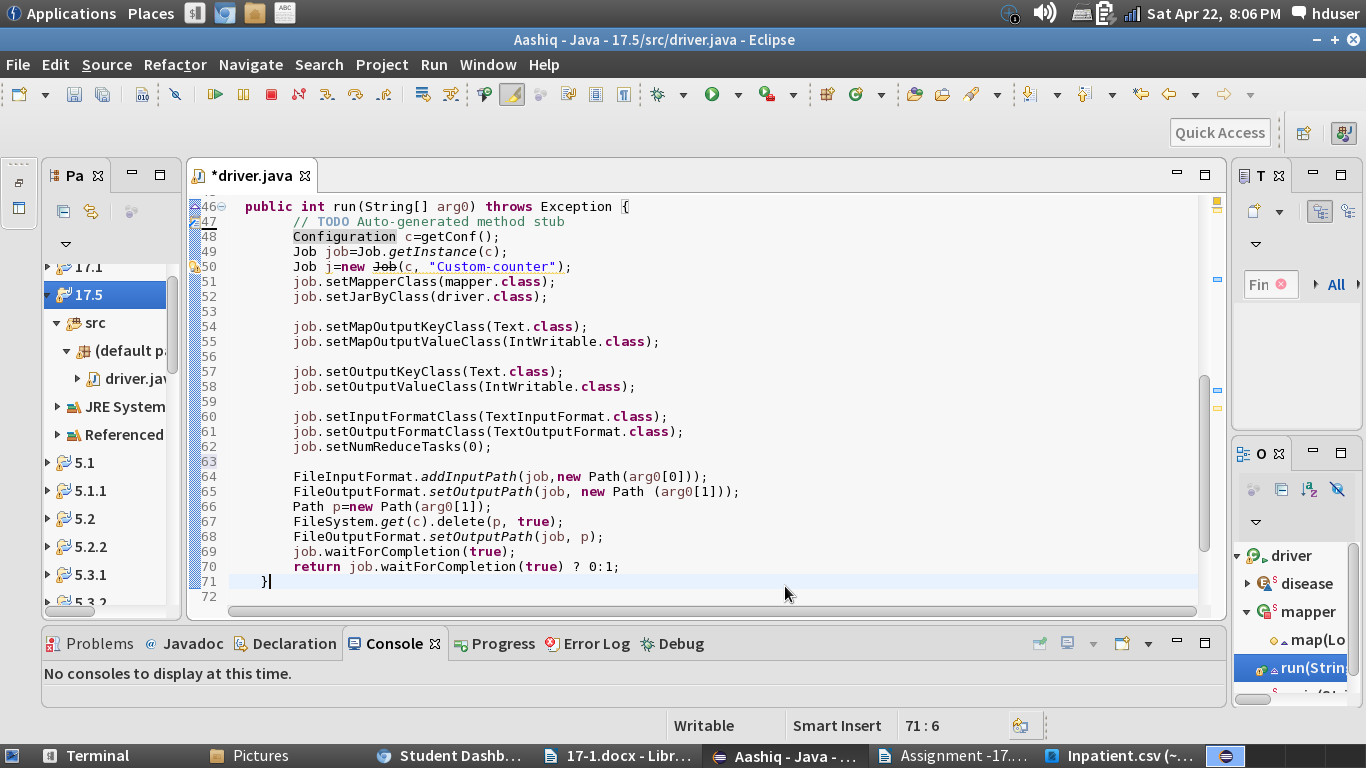 Applications Places Sat Apr 22, 8:06 PM hduser
Aashiq - Java - 17.5/src/driver.java - Eclipse
File Edit Source Refactor Navigate Search Project Run Window Help
Quick Access
Pa
*driver.java
T
46 public int run(String[] arg0) throws Exception {
47 // TODO Auto-generated method stub
48 Configuration c=getConf();
49 Job job=Job.getInstance(c);
50 Job j=new Job(c, "Custom-counter");
51 job.setMapperClass(mapper.class);
52 job.setJarByClass(driver.class);
53
54 job.setMapOutputKeyClass(Text.class);
55 job.setMapOutputValueClass(IntWritable.class);
56
57 job.setOutputKeyClass(Text.class);
58 job.setOutputValueClass(IntWritable.class);
59
60 job.setInputFormatClass(TextInputFormat.class);
61 job.setOutputFormatClass(TextOutputFormat.class);
62 job.setNumReduceTasks(0);
63
64 FileInputFormat.addInputPath(job,new Path(arg0[0]));
65 FileOutputFormat.setOutputPath(job, new Path (arg0[1]));
66 Path p=new Path(arg0[1]);
67 FileSystem.get(c).delete(p, true);
68 FileOutputFormat.setOutputPath(job, p);
69 job.waitForCompletion(true);
70 return job.waitForCompletion(true) ? 0:1;
71 }
72
17.1
17.5
src
(default pa
driver.jav
JRE System
Referenced
5.1
5.1.1
5.2
5.2.2
5.3.1
5.3.2
Fin All
O
driver
disease
mapper
map(Lo
run(Strin
Problems Javadoc Declaration Console Progress Error Log Debug
No consoles to display at this time.
Writable Smart Insert 71 : 6
Terminal Pictures Student Dashb... 17-1.docx - Libr... Aashiq - Java - ... Assignment -17.... Inpatient.csv (~...